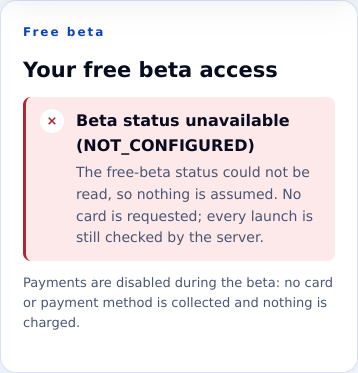 Free beta
Your free beta access
×
Beta status unavailable
(NOT_CONFIGURED)
The free-beta status could not be
read, so nothing is assumed. No
card is requested; every launch is
still checked by the server.
Payments are disabled during the beta: no card
or payment method is collected and nothing is
charged.